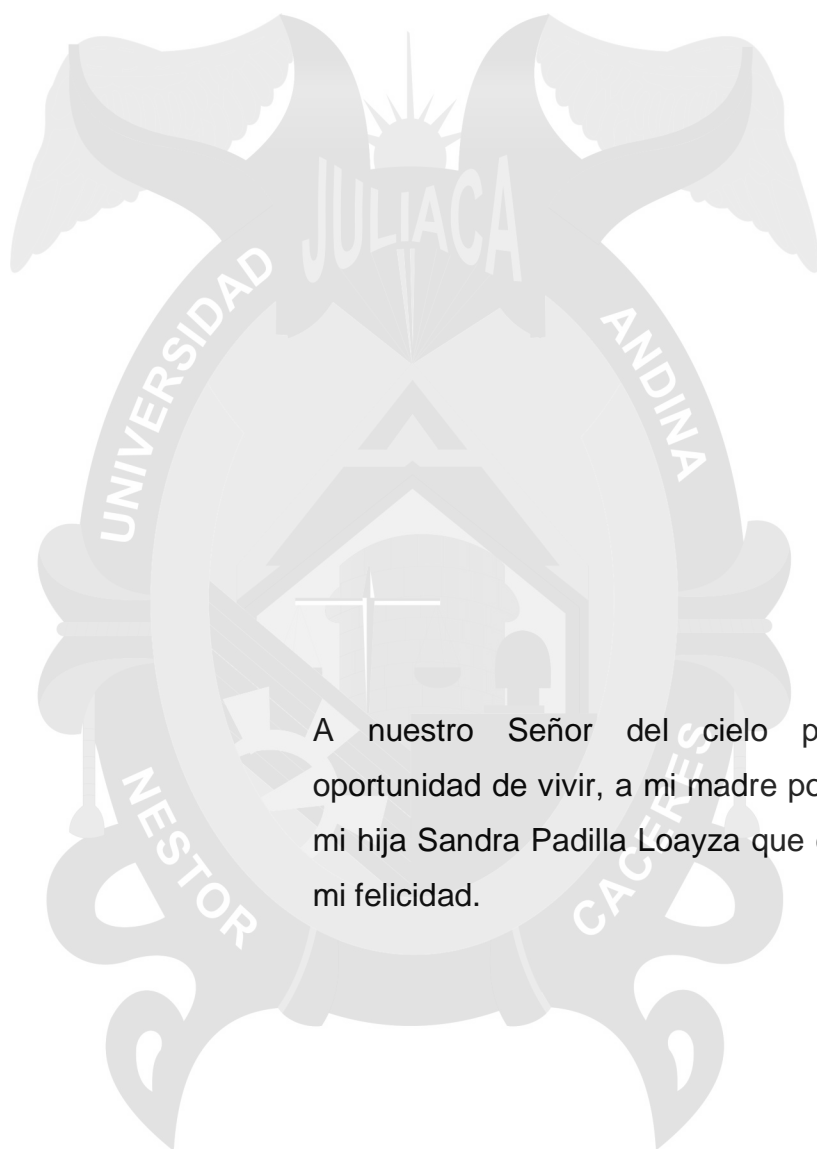 JULIACA
UNIVERSIDAD
ANDINA
A nuestro Señor del cielo
oportunidad de vivir, a mi madre
mi hija Sandra Padilla Loayza que
mi felicidad.
NESTOR
CACERES